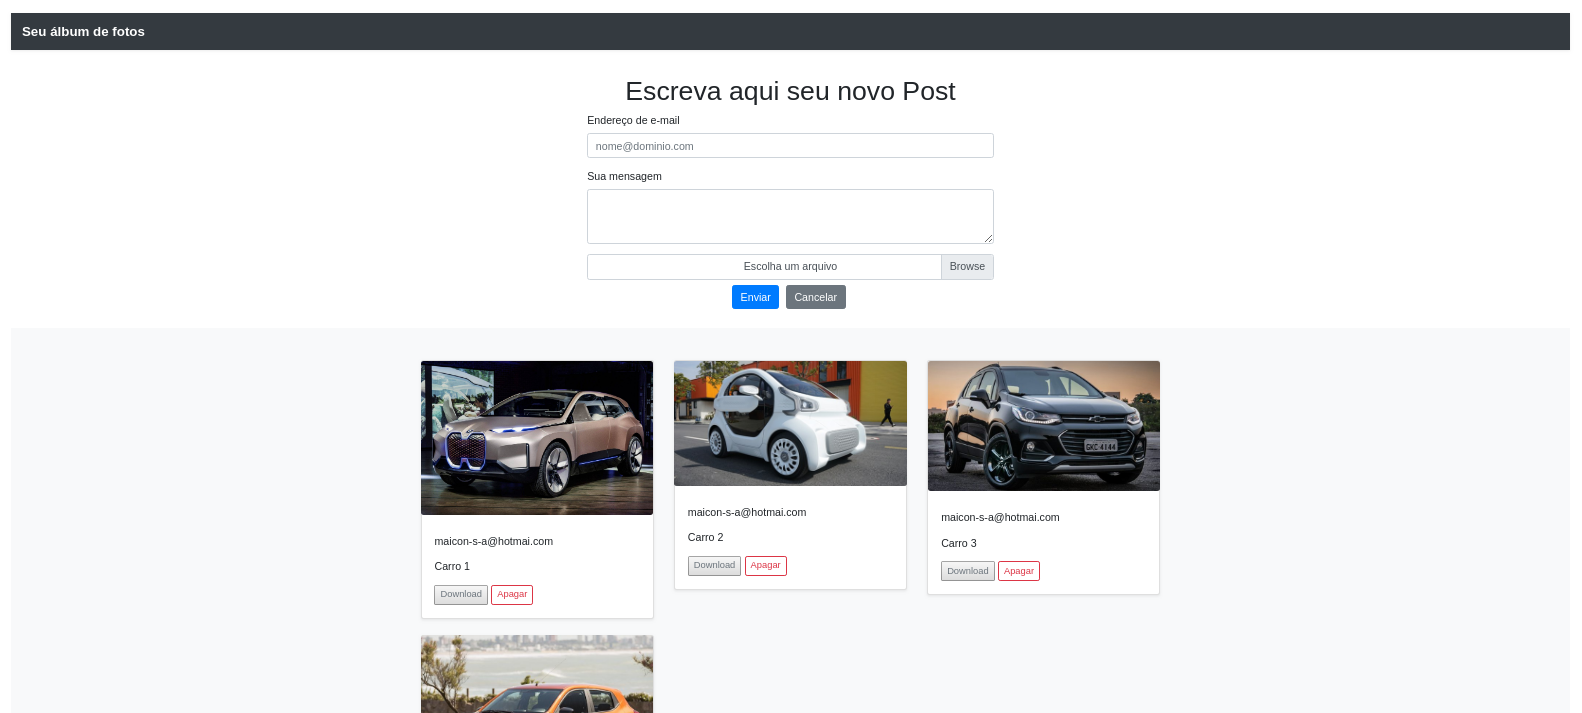 Seu álbum de fotos
Escreva aqui seu novo Post
Endereço de e-mail
nome@dominio.com
Sua mensagem
Escolha um arquivo Browse
Enviar Cancelar
maicon-s-a@hotmai.com
Carro 1
Download Apagar
maicon-s-a@hotmai.com
Carro 2
Download Apagar
GKC 4144
maicon-s-a@hotmai.com
Carro 3
Download Apagar